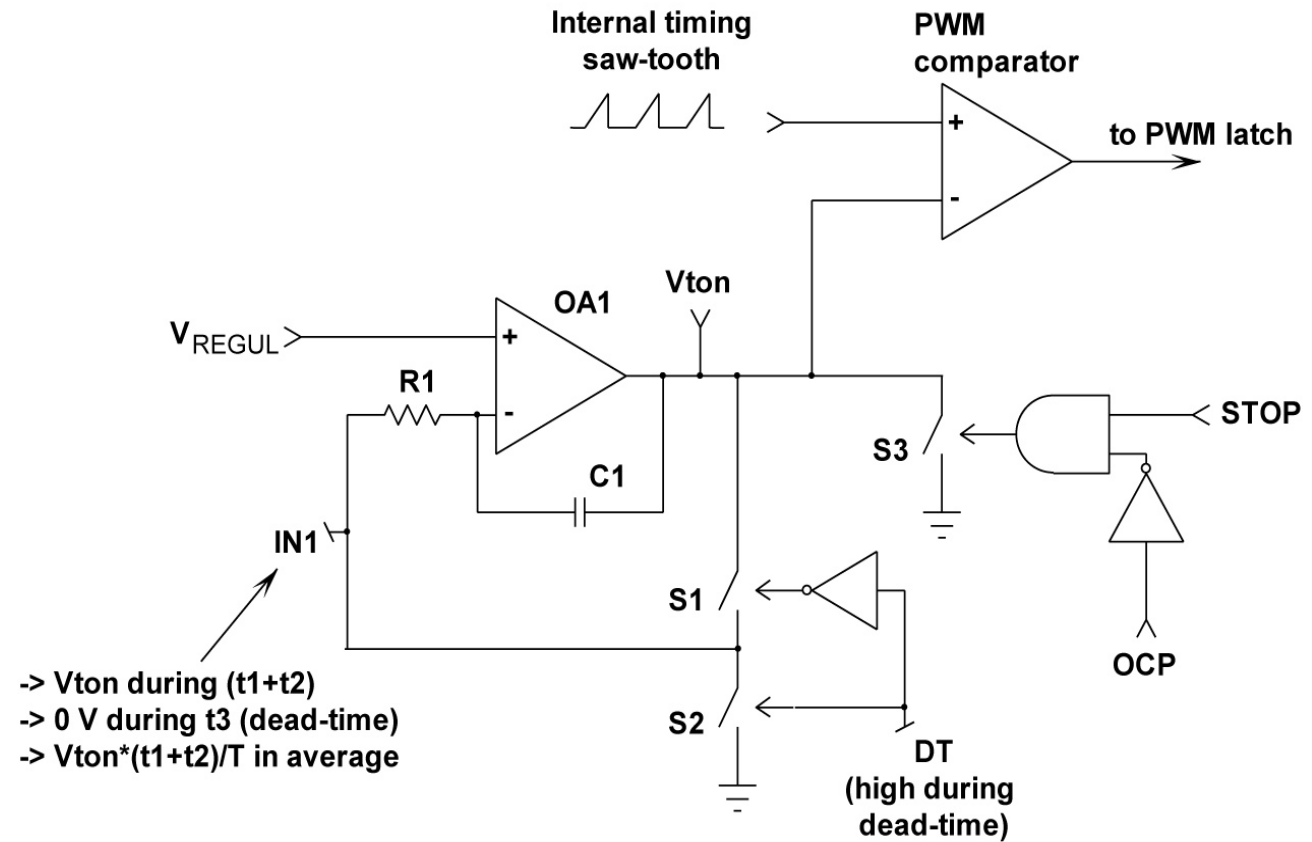 Internal timing
saw-tooth
PWM
comparator
+
-
to PWM latch
Vton
OA1
VREGUL
+
-
R1
C1
S3
STOP
OCP
IN1
S1
S2
-> Vton during (t1+t2)
-> 0 V during t3 (dead-time)
-> Vton*(t1+t2)/T in average
DT
(high during
dead-time)